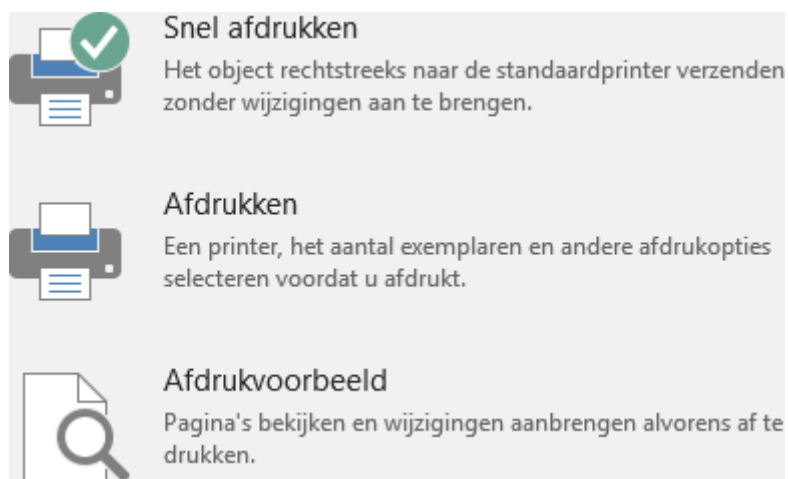 Snel afdrukken
Het object rechtstreeks naar de standaardprinter verzenden
zonder wijzigingen aan te brengen.
Afdrukken
Een printer, het aantal exemplaren en andere afdrukopties
selecteren voordat u afdrukt.
Afdrukvoorbeeld
Pagina's bekijken en wijzigingen aanbrengen alvorens af te
drukken.